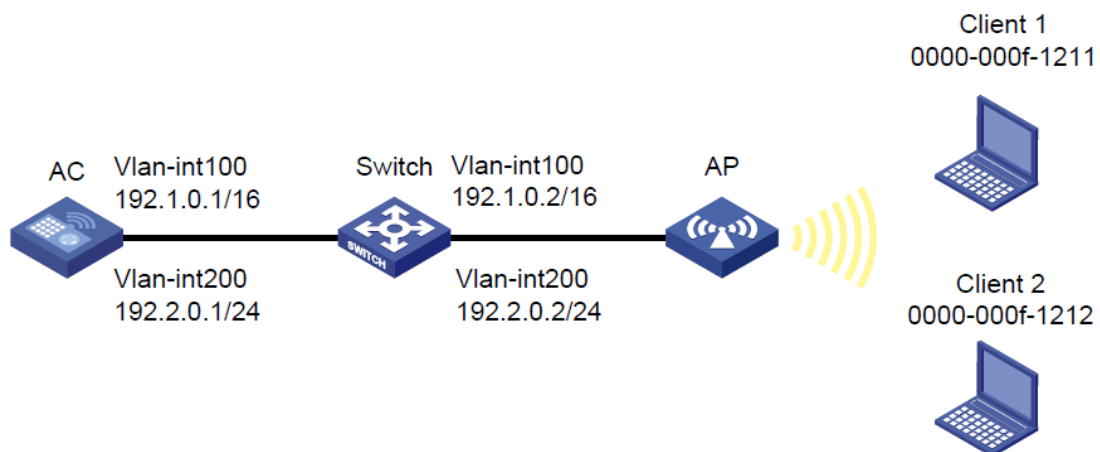 Client 1
0000-000f-1211
AC
Vlan-int100
192.1.0.1/16
Switch
Vlan-int100
192.1.0.2/16
AP
SWITCH
Vlan-int200
192.2.0.1/24
Vlan-int200
192.2.0.2/24
Client 2
0000-000f-1212